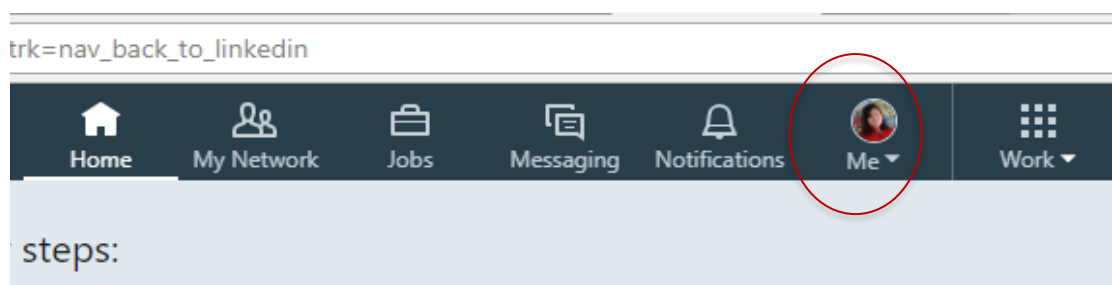 trk=nav_back_to_linkedin
Home My Network Jobs Messaging Notifications Me Work
steps: